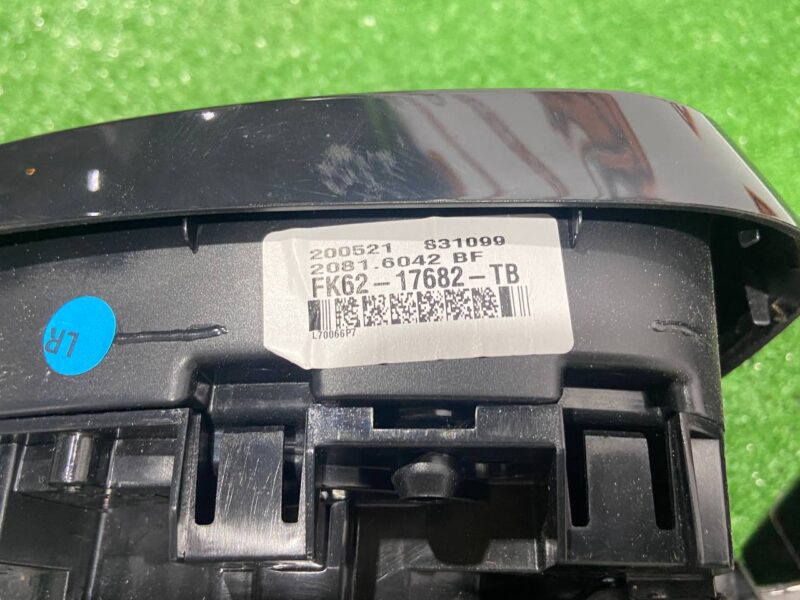 200521 S31099
2081.6042 BF
FK62-17682-TB
L70066P7
LR